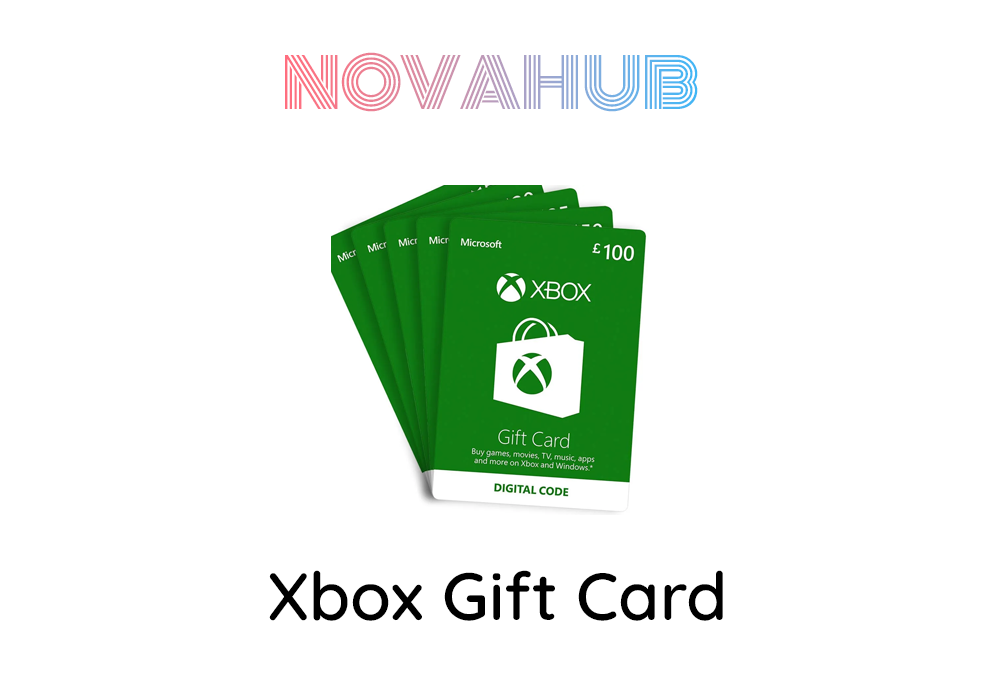 NOVAHUB
Microsoft
£100
XBOX
Gift Card
Buy games, movies, TV, music, apps
and more on Xbox and Windows.*
DIGITAL CODE
Xbox Gift Card